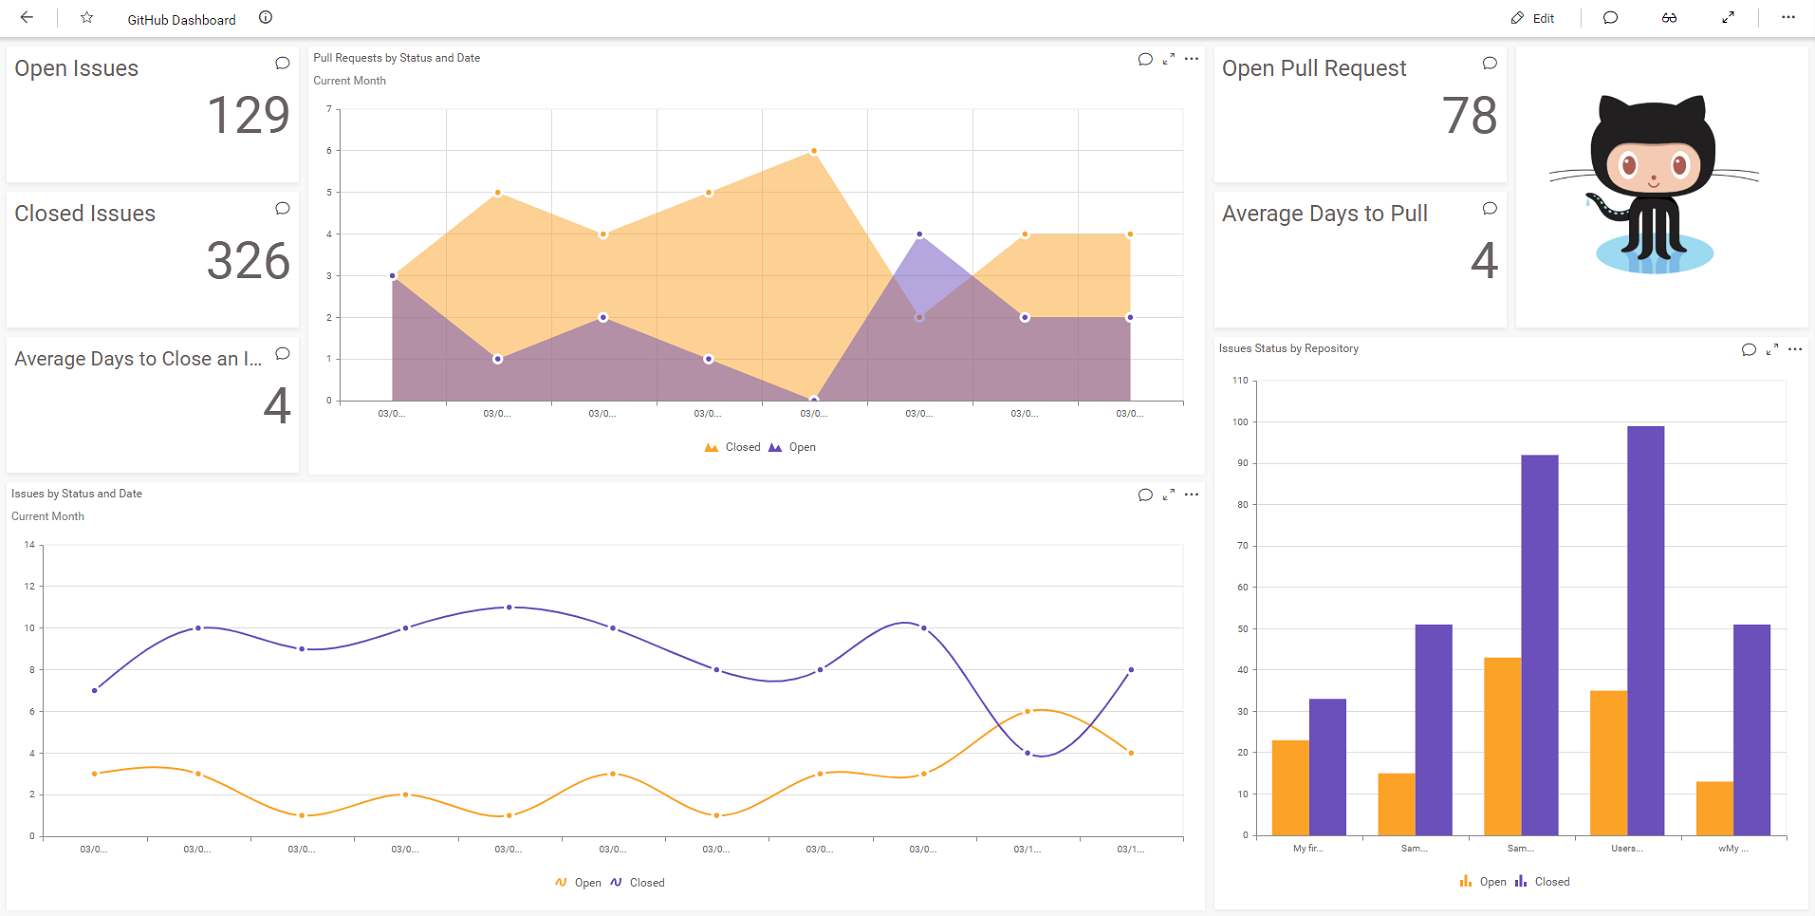 GitHub Dashboard
Edit
Open Issues
129
Closed Issues
326
Average Days to Close an I...
4
Pull Requests by Status and Date
Current Month
7
6
5
4
3
2
1
0
03/0... 03/0... 03/0... 03/0... 03/0... 03/0... 03/0... 03/0...
Closed Open
Open Pull Request
78
Average Days to Pull
4
Issues by Status and Date
Current Month
14
12
10
8
6
4
2
0
03/0... 03/0... 03/0... 03/0... 03/0... 03/0... 03/0... 03/0... 03/0... 03/1... 03/1...
Open Closed
Issues Status by Repository
110
100
90
80
70
60
50
40
30
20
10
0
My fir... Sam... Sam... Users... wMy ...
Open Closed